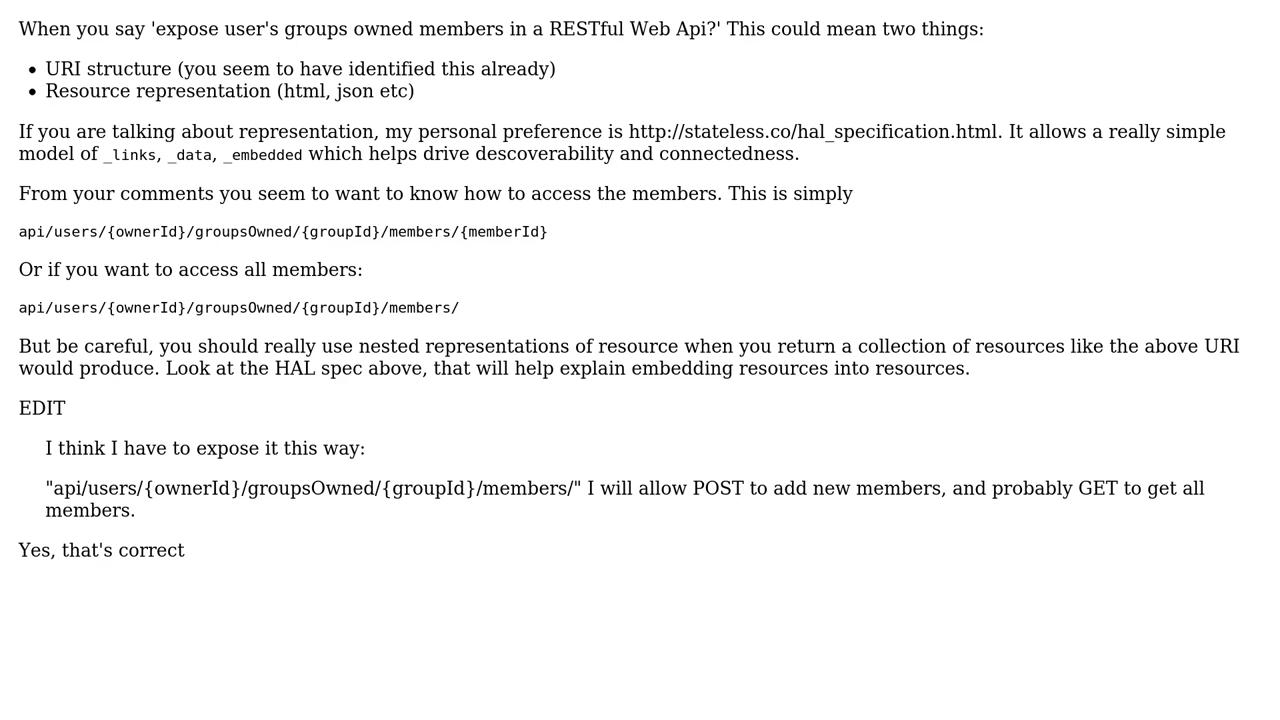 When you say 'expose user's groups owned members in a RESTful Web Api?' This could mean two things:
• URI structure (you seem to have identified this already)
• Resource representation (html, json etc)
If you are talking about representation, my personal preference is http://stateless.co/hal_specification.html. It allows a really simple
model of _links, _data, _embedded which helps drive descoverability and connectedness.
From your comments you seem to want to know how to access the members. This is simply
api/users/{ownerId}/groupsOwned/{groupId}/members/{memberId}
Or if you want to access all members:
api/users/{ownerId}/groupsOwned/{groupId}/members/
But be careful, you should really use nested representations of resource when you return a collection of resources like the above URI
would produce. Look at the HAL spec above, that will help explain embedding resources into resources.
EDIT
I think I have to expose it this way:
"api/users/{ownerId}/groupsOwned/{groupId}/members/" I will allow POST to add new members, and probably GET to get all
members.
Yes, that's correct